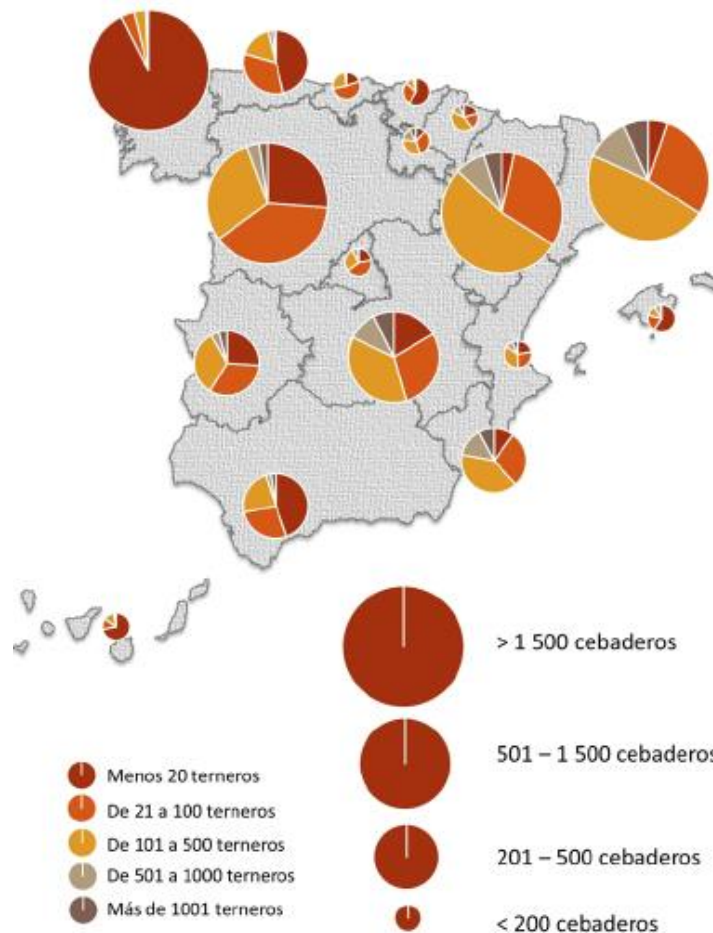 > 1 500 cebaderos
501 – 1 500 cebaderos
201 – 500 cebaderos
< 200 cebaderos
Menos 20 terneros
De 21 a 100 terneros
De 101 a 500 terneros
De 501 a 1000 terneros
Más de 1001 terneros